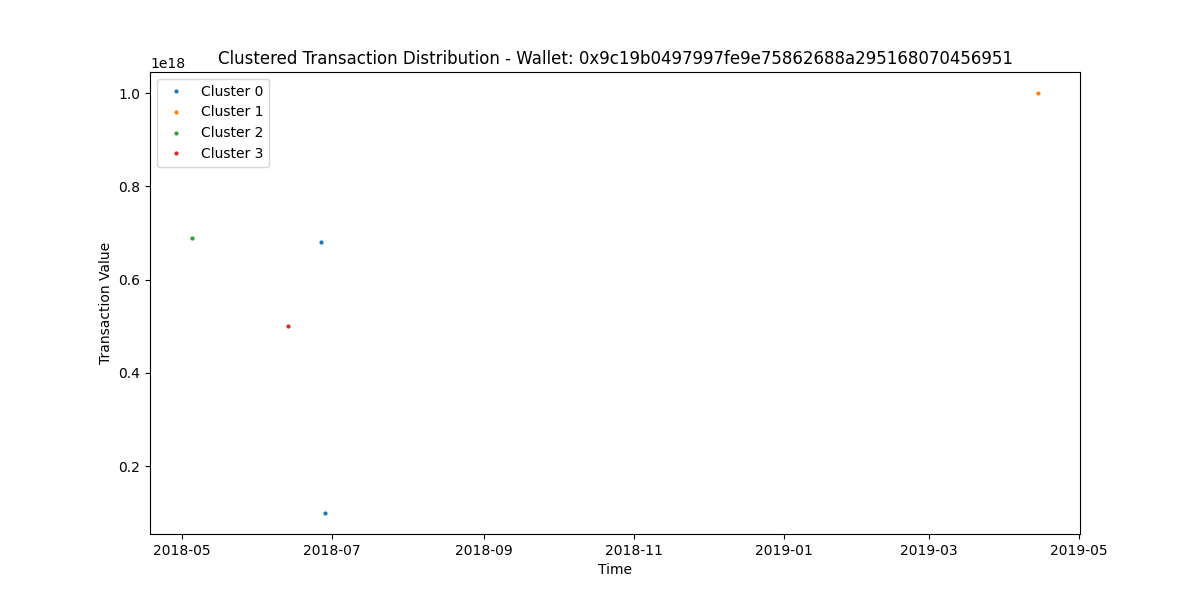 Clustered Transaction Distribution - Wallet: 0x9c19b0497997fe9e75862688a295168070456951
1e18
Cluster 0
Cluster 1
Cluster 2
Cluster 3
Transaction Value
1.0
0.8
0.6
0.4
0.2
2018-05 2018-07 2018-09 2018-11 2019-01 2019-03 2019-05
Time